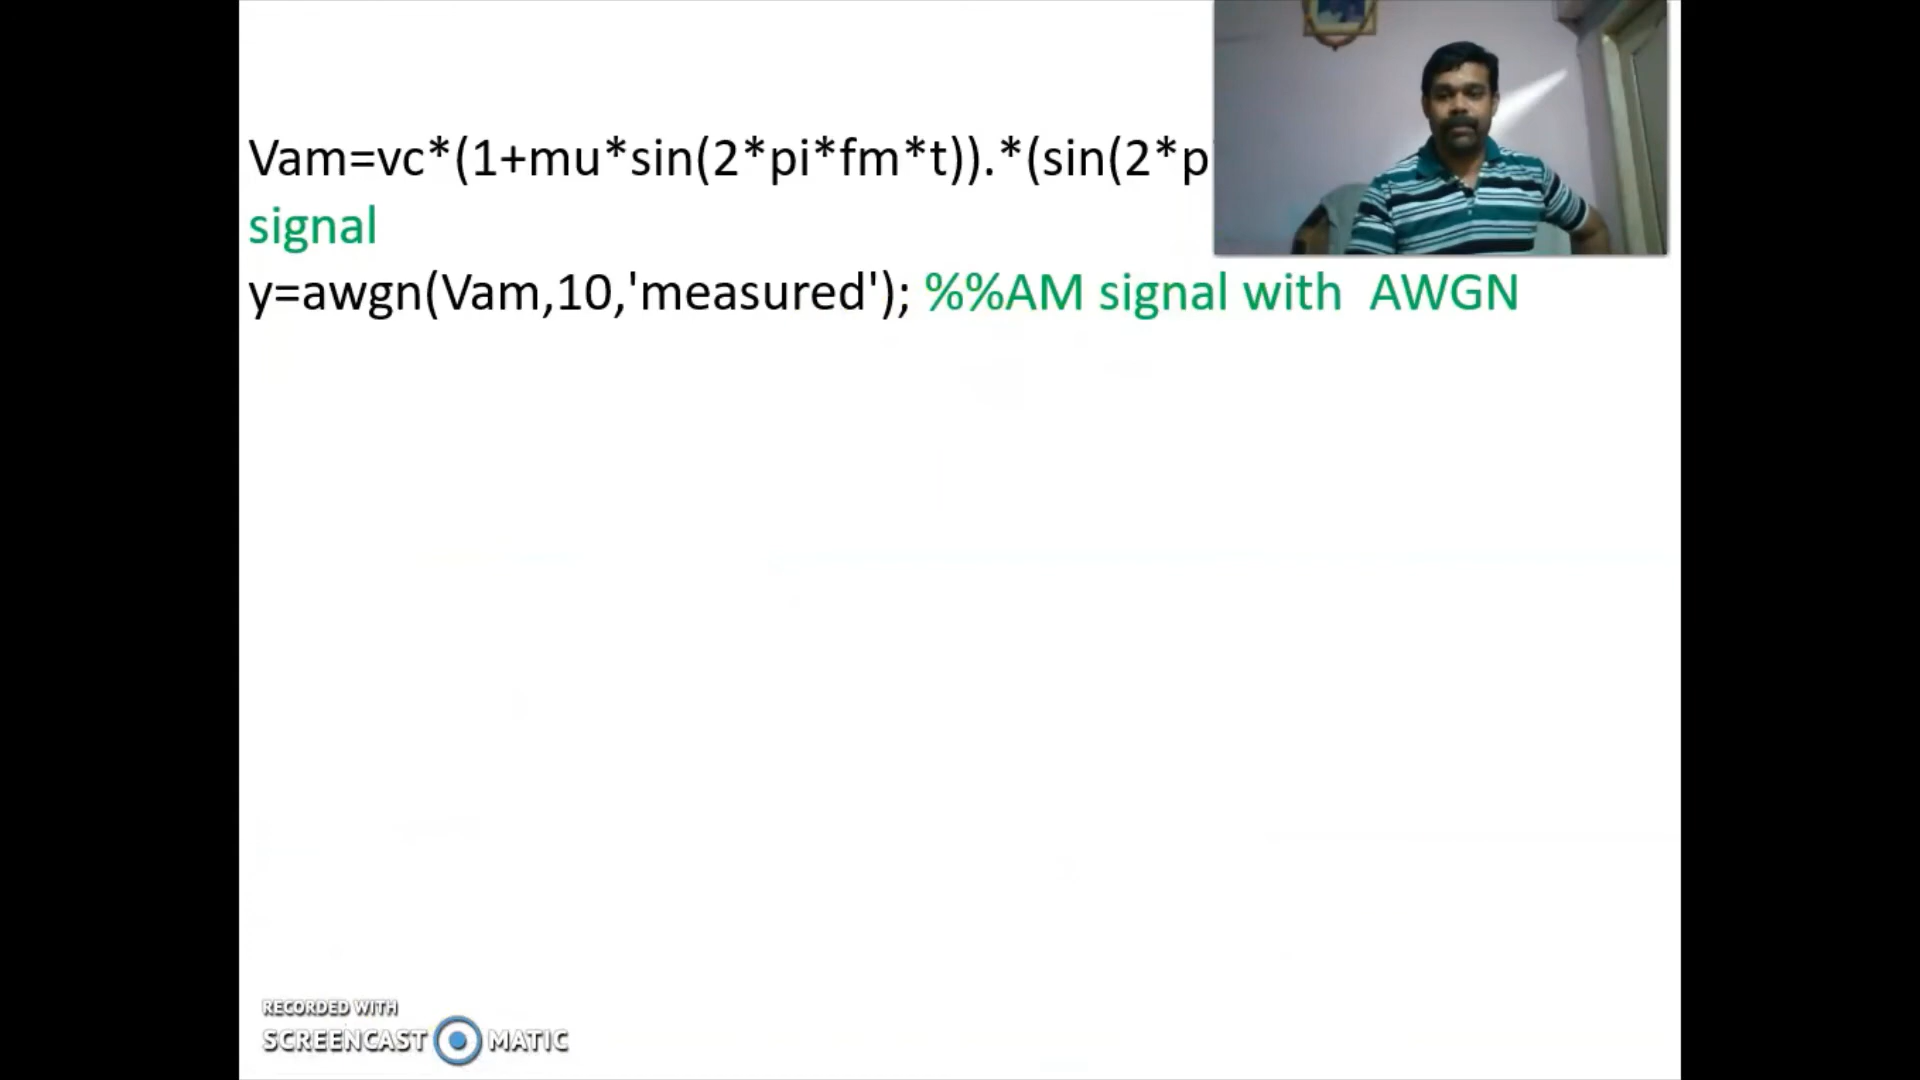 Vam=vc*(1+mu*sin(2*pi*fm*t)).*(sin(2*p
signal
y=awgn(Vam,10,'measured'); %%AM signal with  AWGN
RECORDED WITH
SCREENCAST MATIC